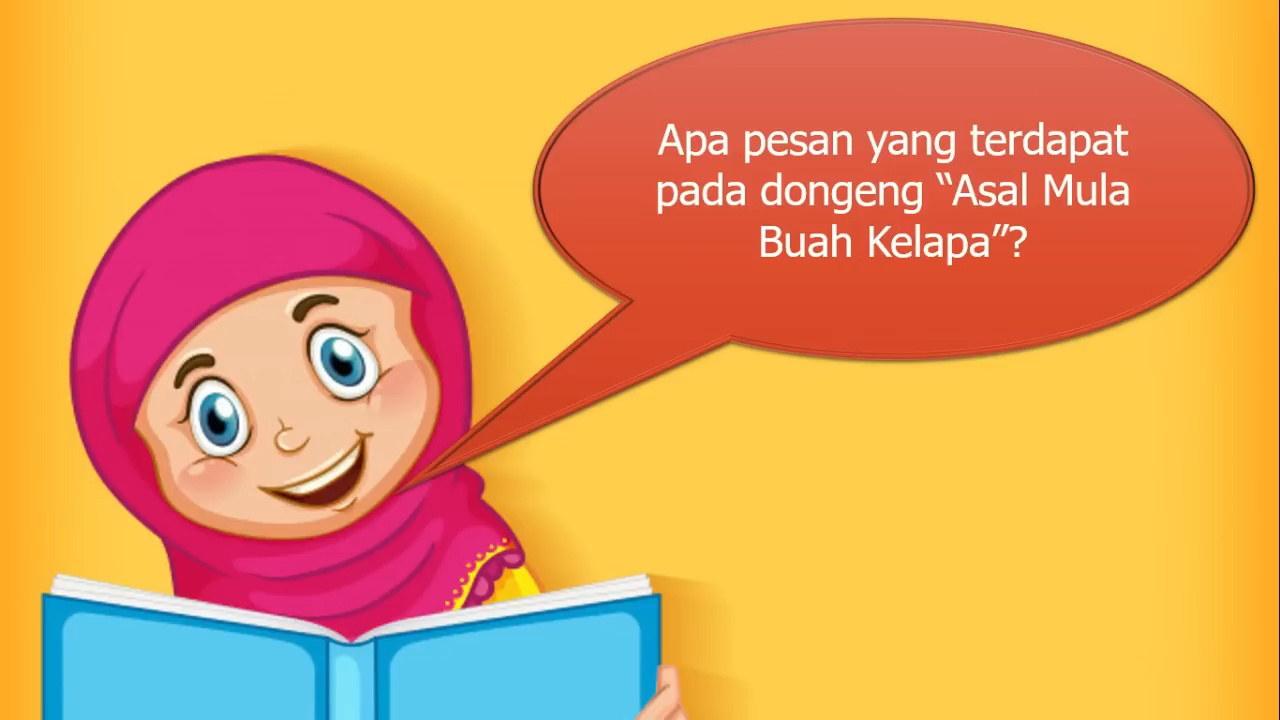 Apa pesan yang terdapat
pada dongeng “Asal Mula
Buah Kelapa”?